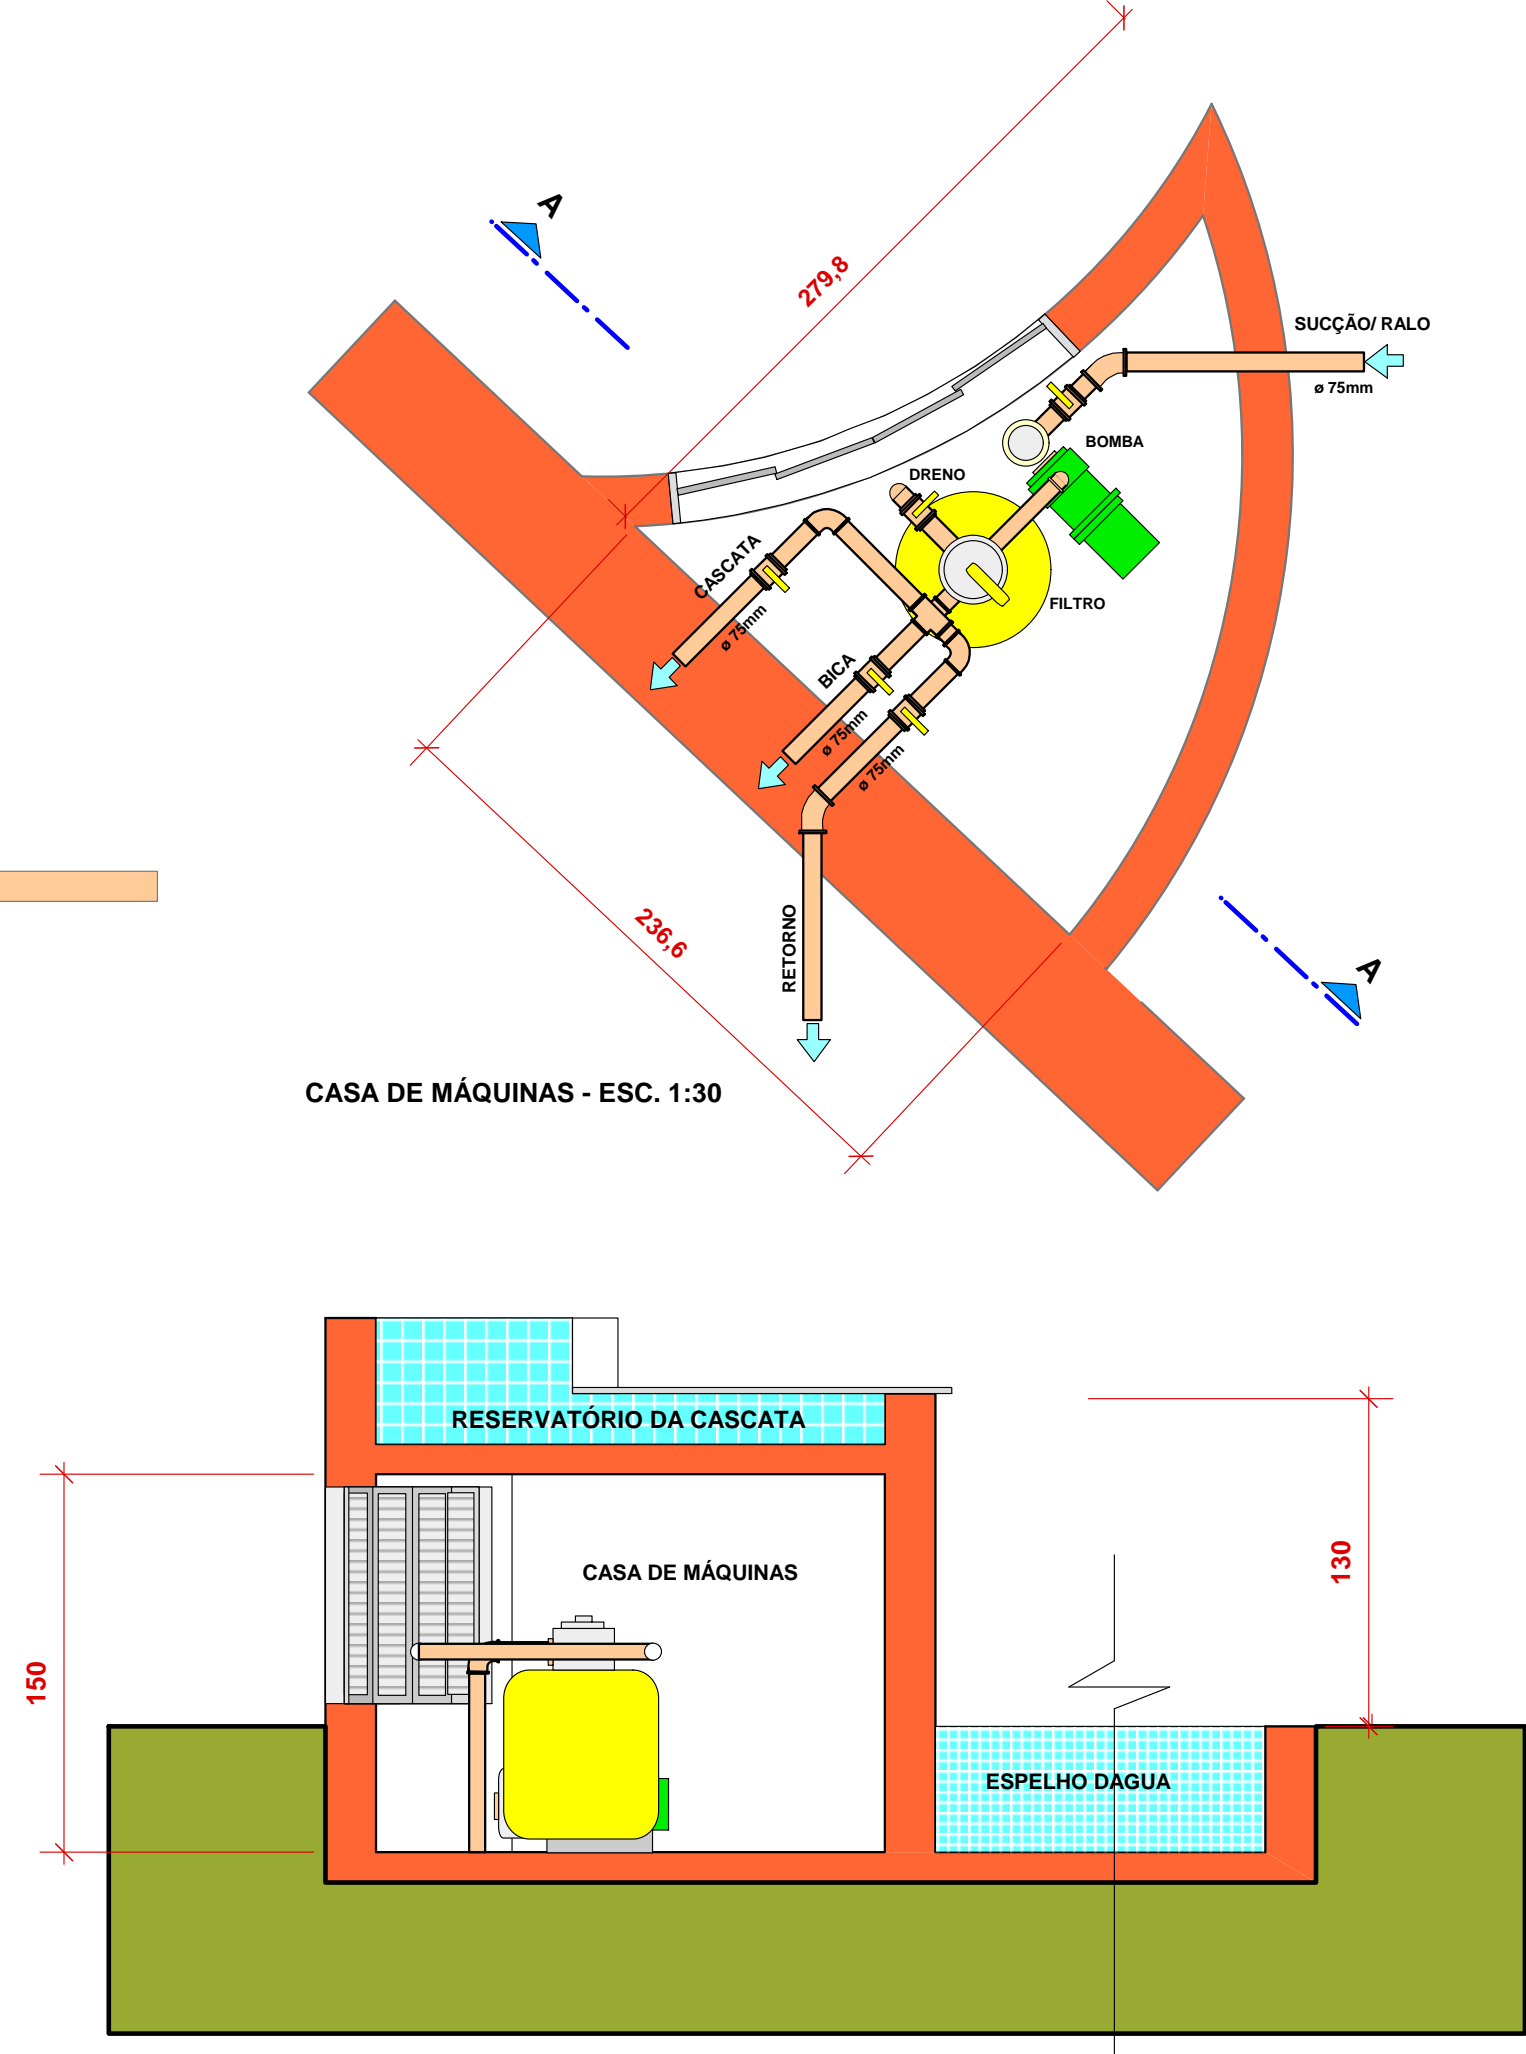 A
279,8
SUCÇÃO/ RALO
ø 75mm
BOMBA
DRENO
CASCATA
FILTRO
ø 75mm
BICA
ø 75mm
ø 75mm
236,6
RETORNO
A
CASA DE MÁQUINAS - ESC. 1:30
RESERVATÓRIO DA CASCATA
130
CASA DE MÁQUINAS
150
ESPELHO DAGUA